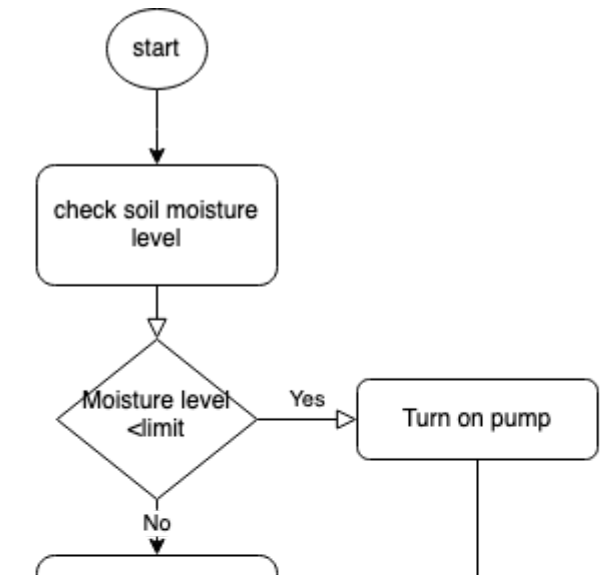 start
check soil moisture
level
Moisture level
<limit
Yes
Turn on pump
No